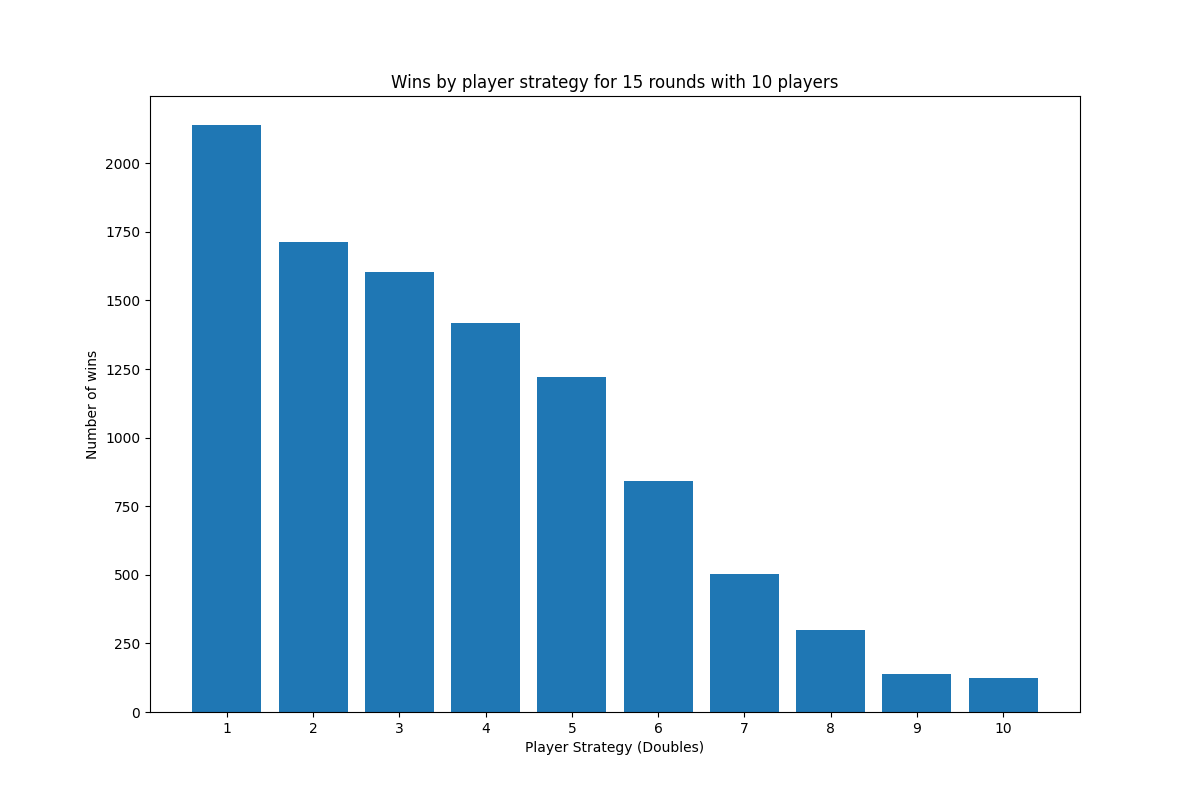 Wins by player strategy for 15 rounds with 10 players
2000
1750
1500
1250
1000
750
500
250
0
Number of wins
1 2 3 4 5 6 7 8 9 10
Player Strategy (Doubles)